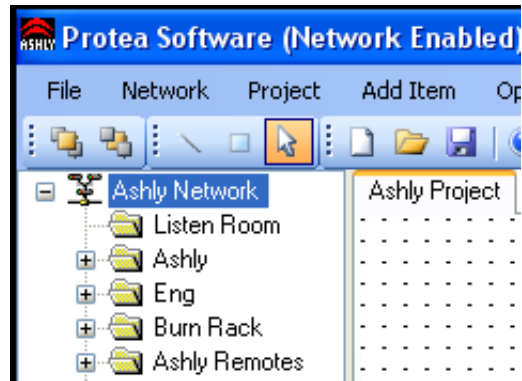 ASHLY Protea Software (Network Enabled)
File Network Project Add Item Op
Ashly Network
Ashly Project
Listen Room
Ashly
Eng
Burn Rack
Ashly Remotes